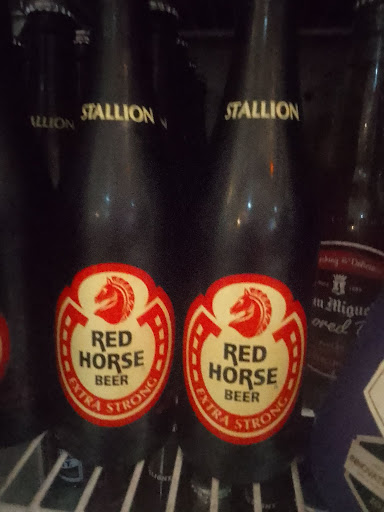 STALLION
STALLION
RED
HORSE
BEER
EXTRA STRONG
RED
HORSE
BEER
EXTRA STRONG